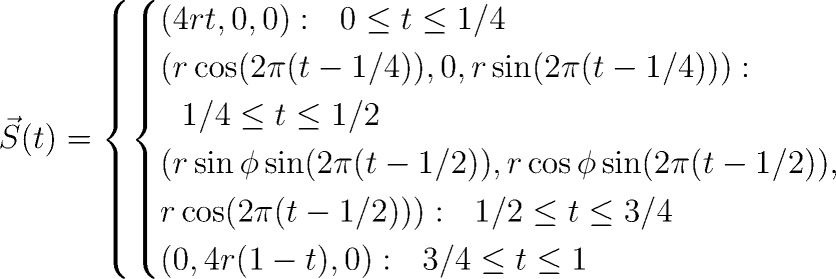 (4rt, 0, 0) : 0 ≤ t ≤ 1/4
(r cos(2π(t − 1/4)), 0, r sin(2π(t − 1/4))) :
S⃗(t) = { { 1/4 ≤ t ≤ 1/2
(r sin ϕ sin(2π(t − 1/2)), r cos ϕ sin(2π(t − 1/2)),
r cos(2π(t − 1/2))) : 1/2 ≤ t ≤ 3/4
(0, 4r(1 − t), 0) : 3/4 ≤ t ≤ 1